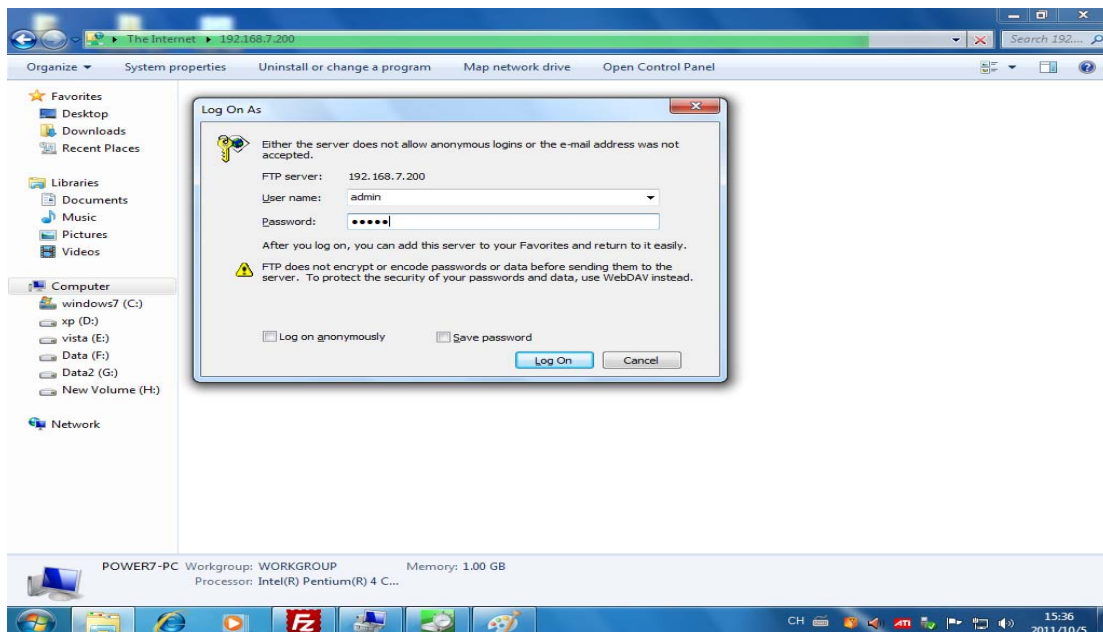 The Internet ▸ 192.168.7.200
Search 192....
Organize ▾ System properties Uninstall or change a program Map network drive Open Control Panel
Favorites
Desktop
Downloads
Recent Places
Libraries
Documents
Music
Pictures
Videos
Computer
windows7 (C:)
xp (D:)
vista (E:)
Data (F:)
Data2 (G:)
New Volume (H:)
Network
Log On As
Either the server does not allow anonymous logins or the e-mail address was not
accepted.
FTP server: 192.168.7.200
User name: admin
Password: •••••
After you log on, you can add this server to your Favorites and return to it easily.
FTP does not encrypt or encode passwords or data before sending them to the
server. To protect the security of your passwords and data, use WebDAV instead.
Log on anonymously Save password
Log On Cancel
POWER7-PC Workgroup: WORKGROUP Memory: 1.00 GB
Processor: Intel(R) Pentium(R) 4 C...
Fz
CH ATI 15:36
2011/10/5